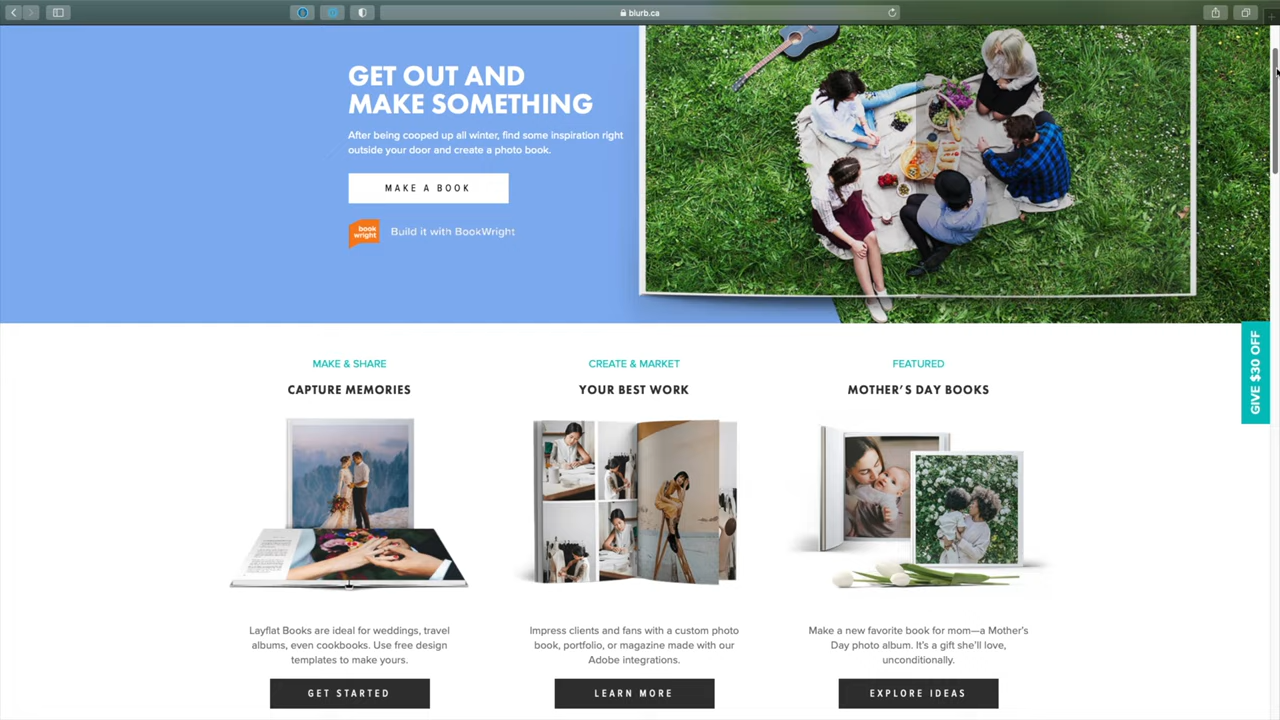 blurb.ca
GET OUT AND
MAKE SOMETHING
After being cooped up all winter, find some inspiration right
outside your door and create a photo book.
MAKE A BOOK
book
wright
Build it with BookWright
GIVE $30 OFF
MAKE & SHARE
CAPTURE MEMORIES
Layflat Books are ideal for weddings, travel
albums, even cookbooks. Use free design
templates to make yours.
GET STARTED
CREATE & MARKET
YOUR BEST WORK
Impress clients and fans with a custom photo
book, portfolio, or magazine made with our
Adobe integrations.
LEARN MORE
FEATURED
MOTHER'S DAY BOOKS
Make a new favorite book for mom—a Mother's
Day photo album. It's a gift she'll love,
unconditionally.
EXPLORE IDEAS